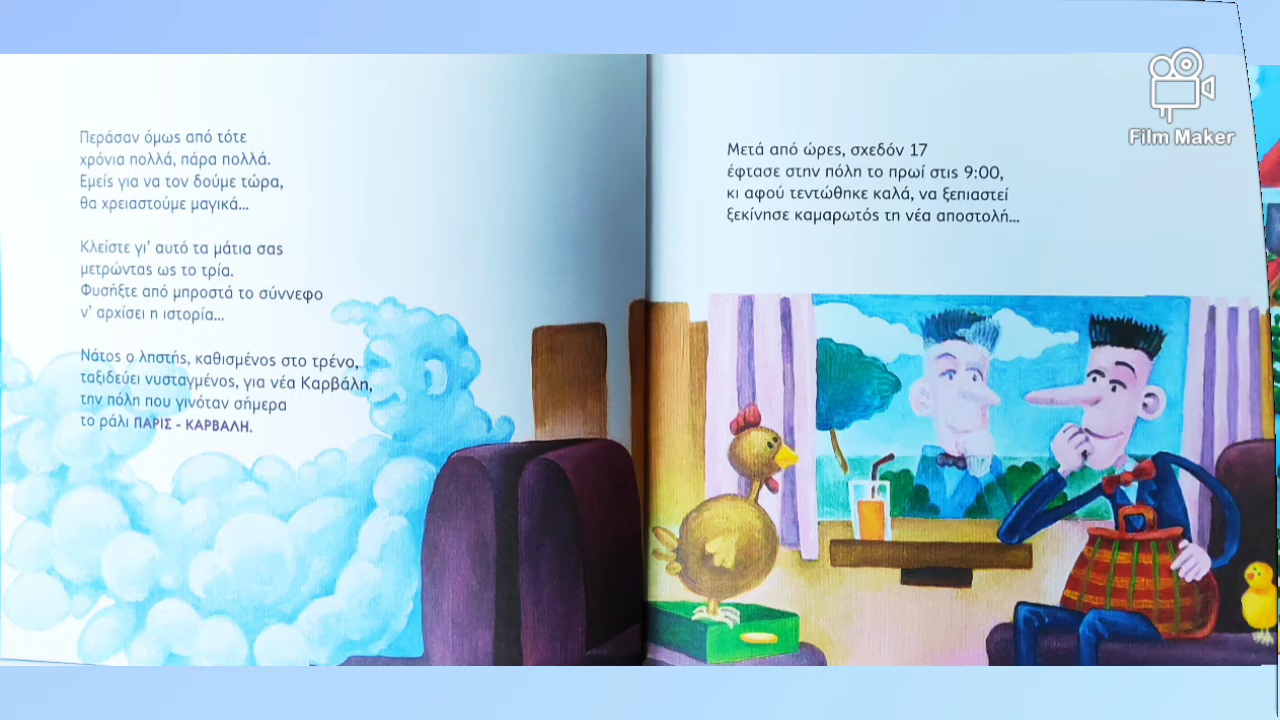 Περάσαν όμως από τότε
χρόνια πολλά, πάρα πολλά.
Εμείς για να τον δούμε τώρα,
θα χρειαστούμε μαγικά...
Κλείστε γι' αυτό τα μάτια σας
μετρώντας ως το τρία.
Φυσήξτε από μπροστά το σύννεφο
ν' αρχίσει η ιστορία...
Νάτος ο ληστής, καθισμένος στο τρένο,
ταξιδεύει νυσταγμένος, για νέα Καρβάλη,
την πόλη που γινόταν σήμερα
το ράλι ΠΑΡΙΣ - ΚΑΡΒΑΛΗ.
Μετά από ώρες, σχεδόν 17
έφτασε στην πόλη το πρωί στις 9:00,
κι αφού τεντώθηκε καλά, να ξεπιαστεί
ξεκίνησε καμαρωτός τη νέα αποστολή...
Film Maker